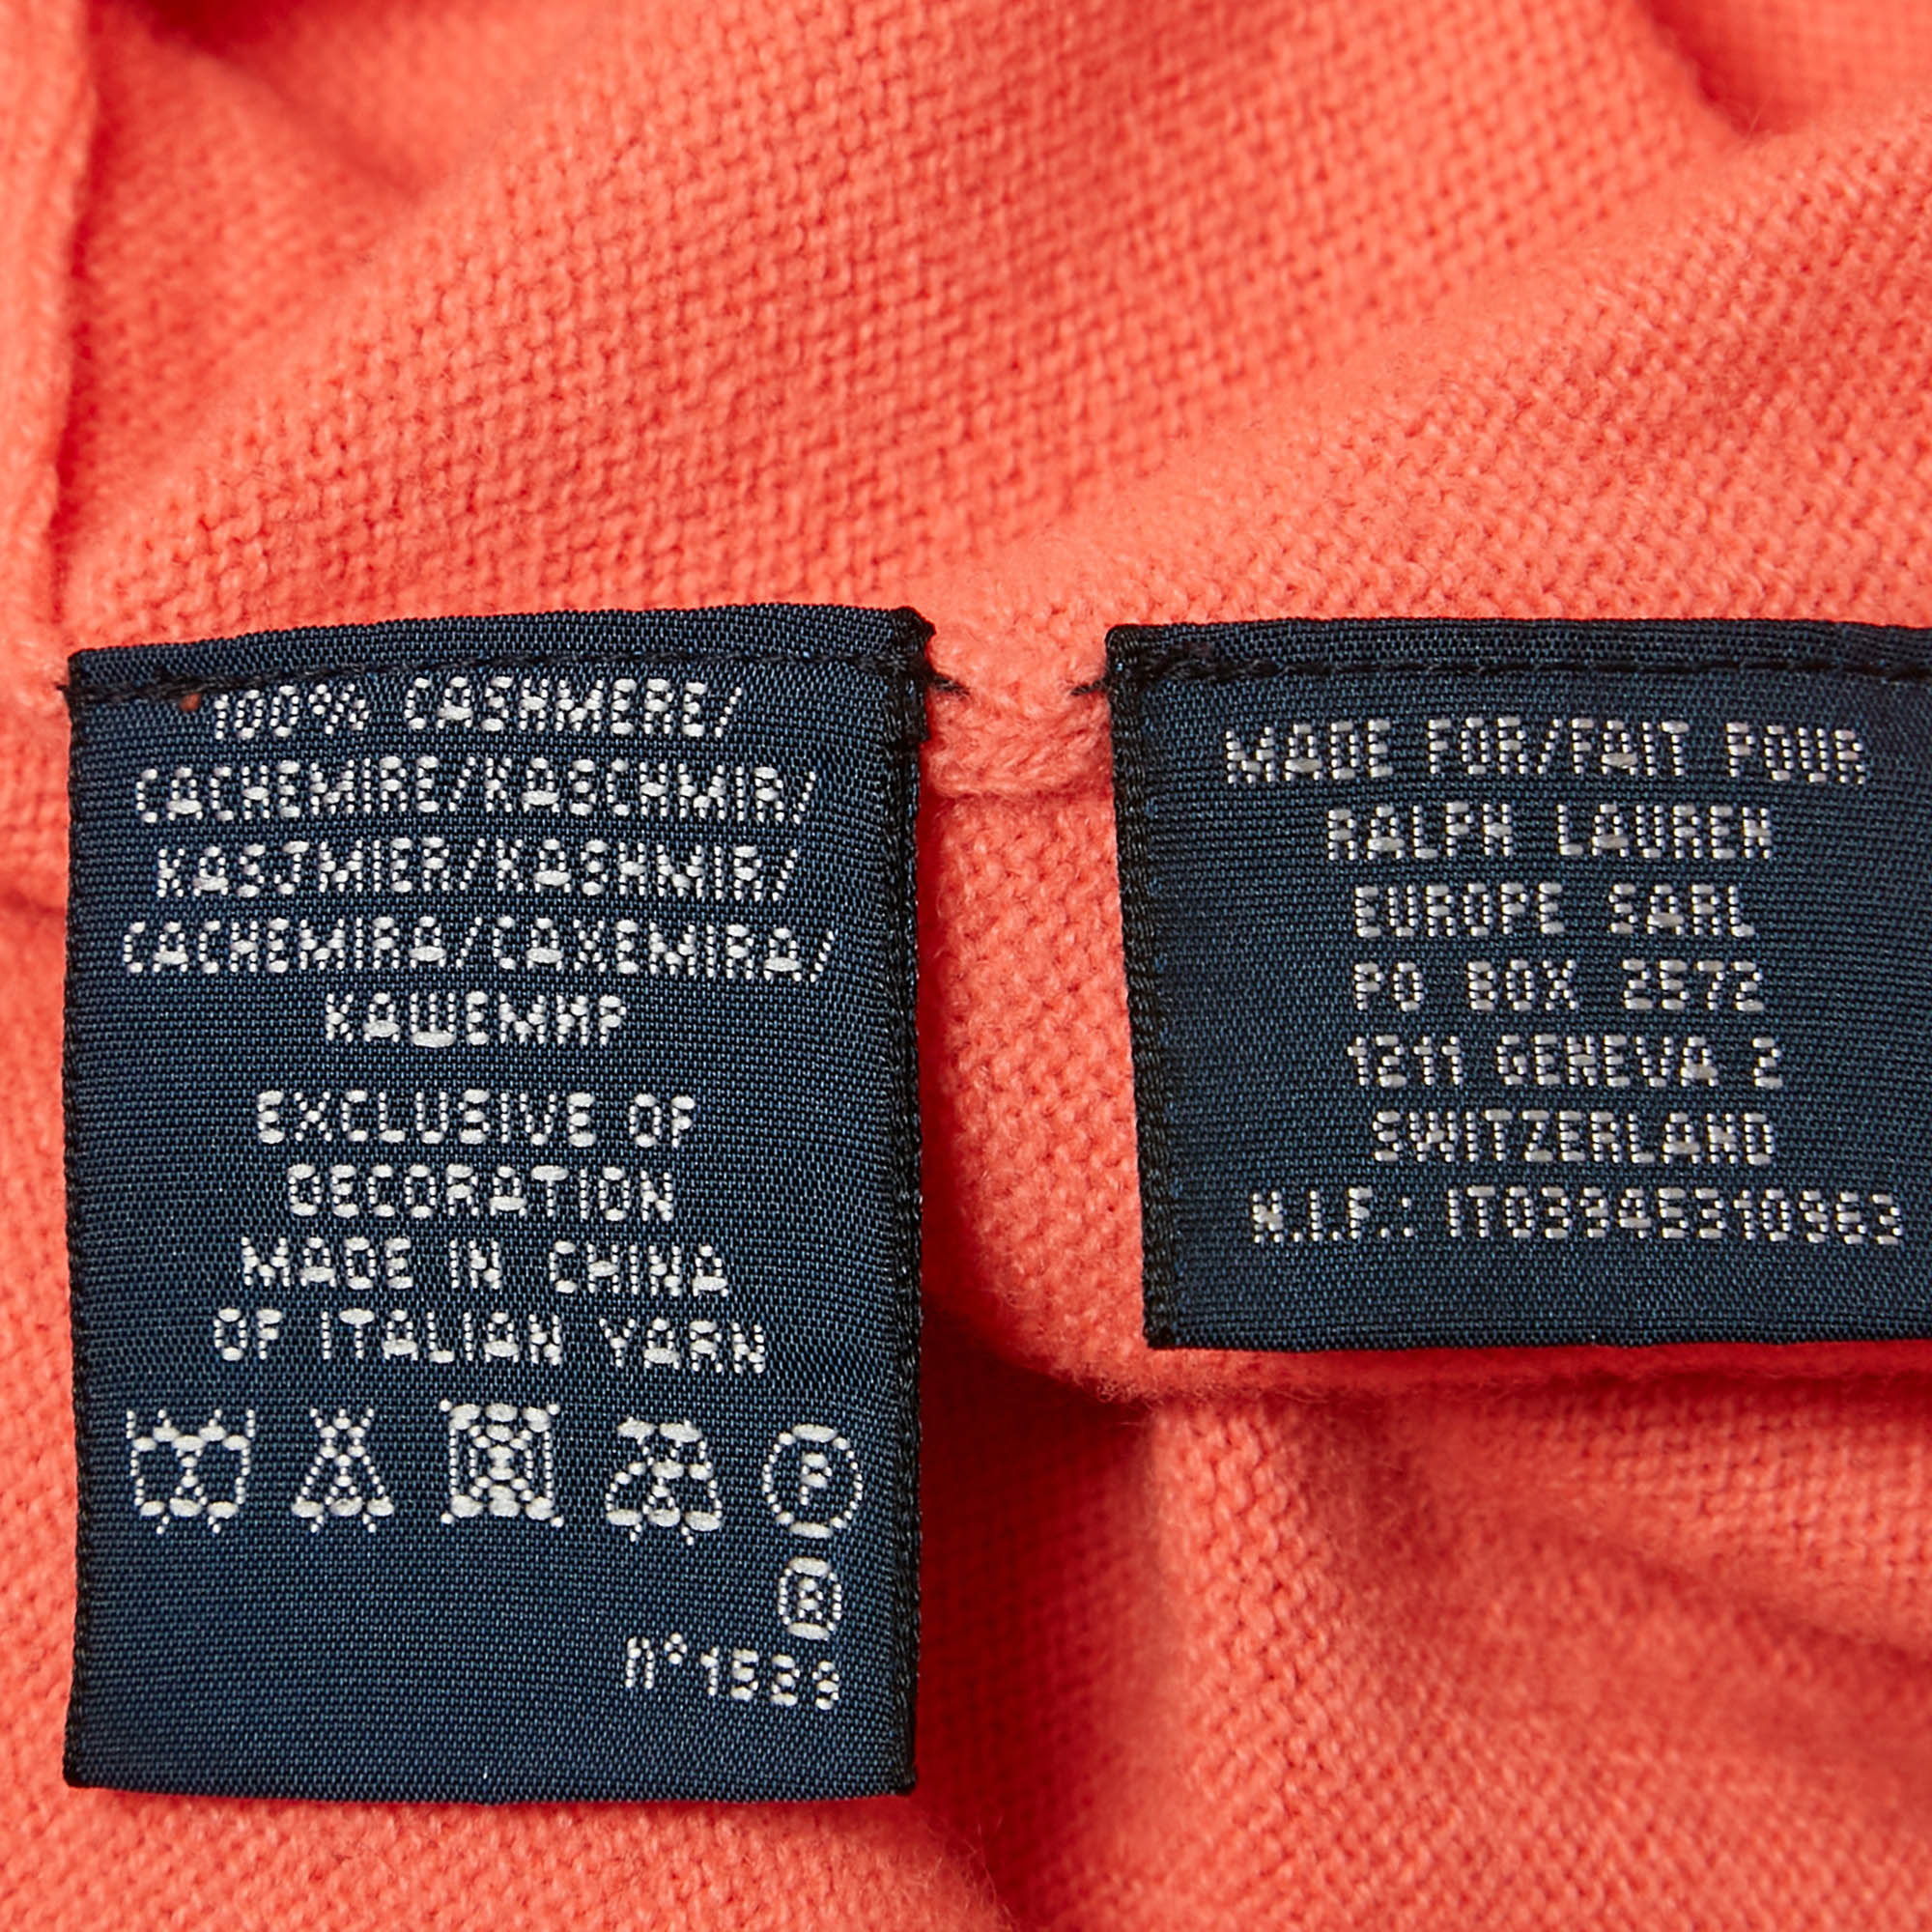 100% CASHMERE/
CACHEMIRE/KASCHMIR/
KASJMIER/KASHMIR/
CACHEMIRA/CAXEMIRA/
КАШЕМИР
EXCLUSIVE OF
DECORATION
MADE IN CHINA
OF ITALIAN YARN
P
MADE FOR/FAIT POUR
RALPH LAUREN
EUROPE SARL
PO BOX 2572
1211 GENEVA 2
SWITZERLAND
N.I.F.: IT03945310963